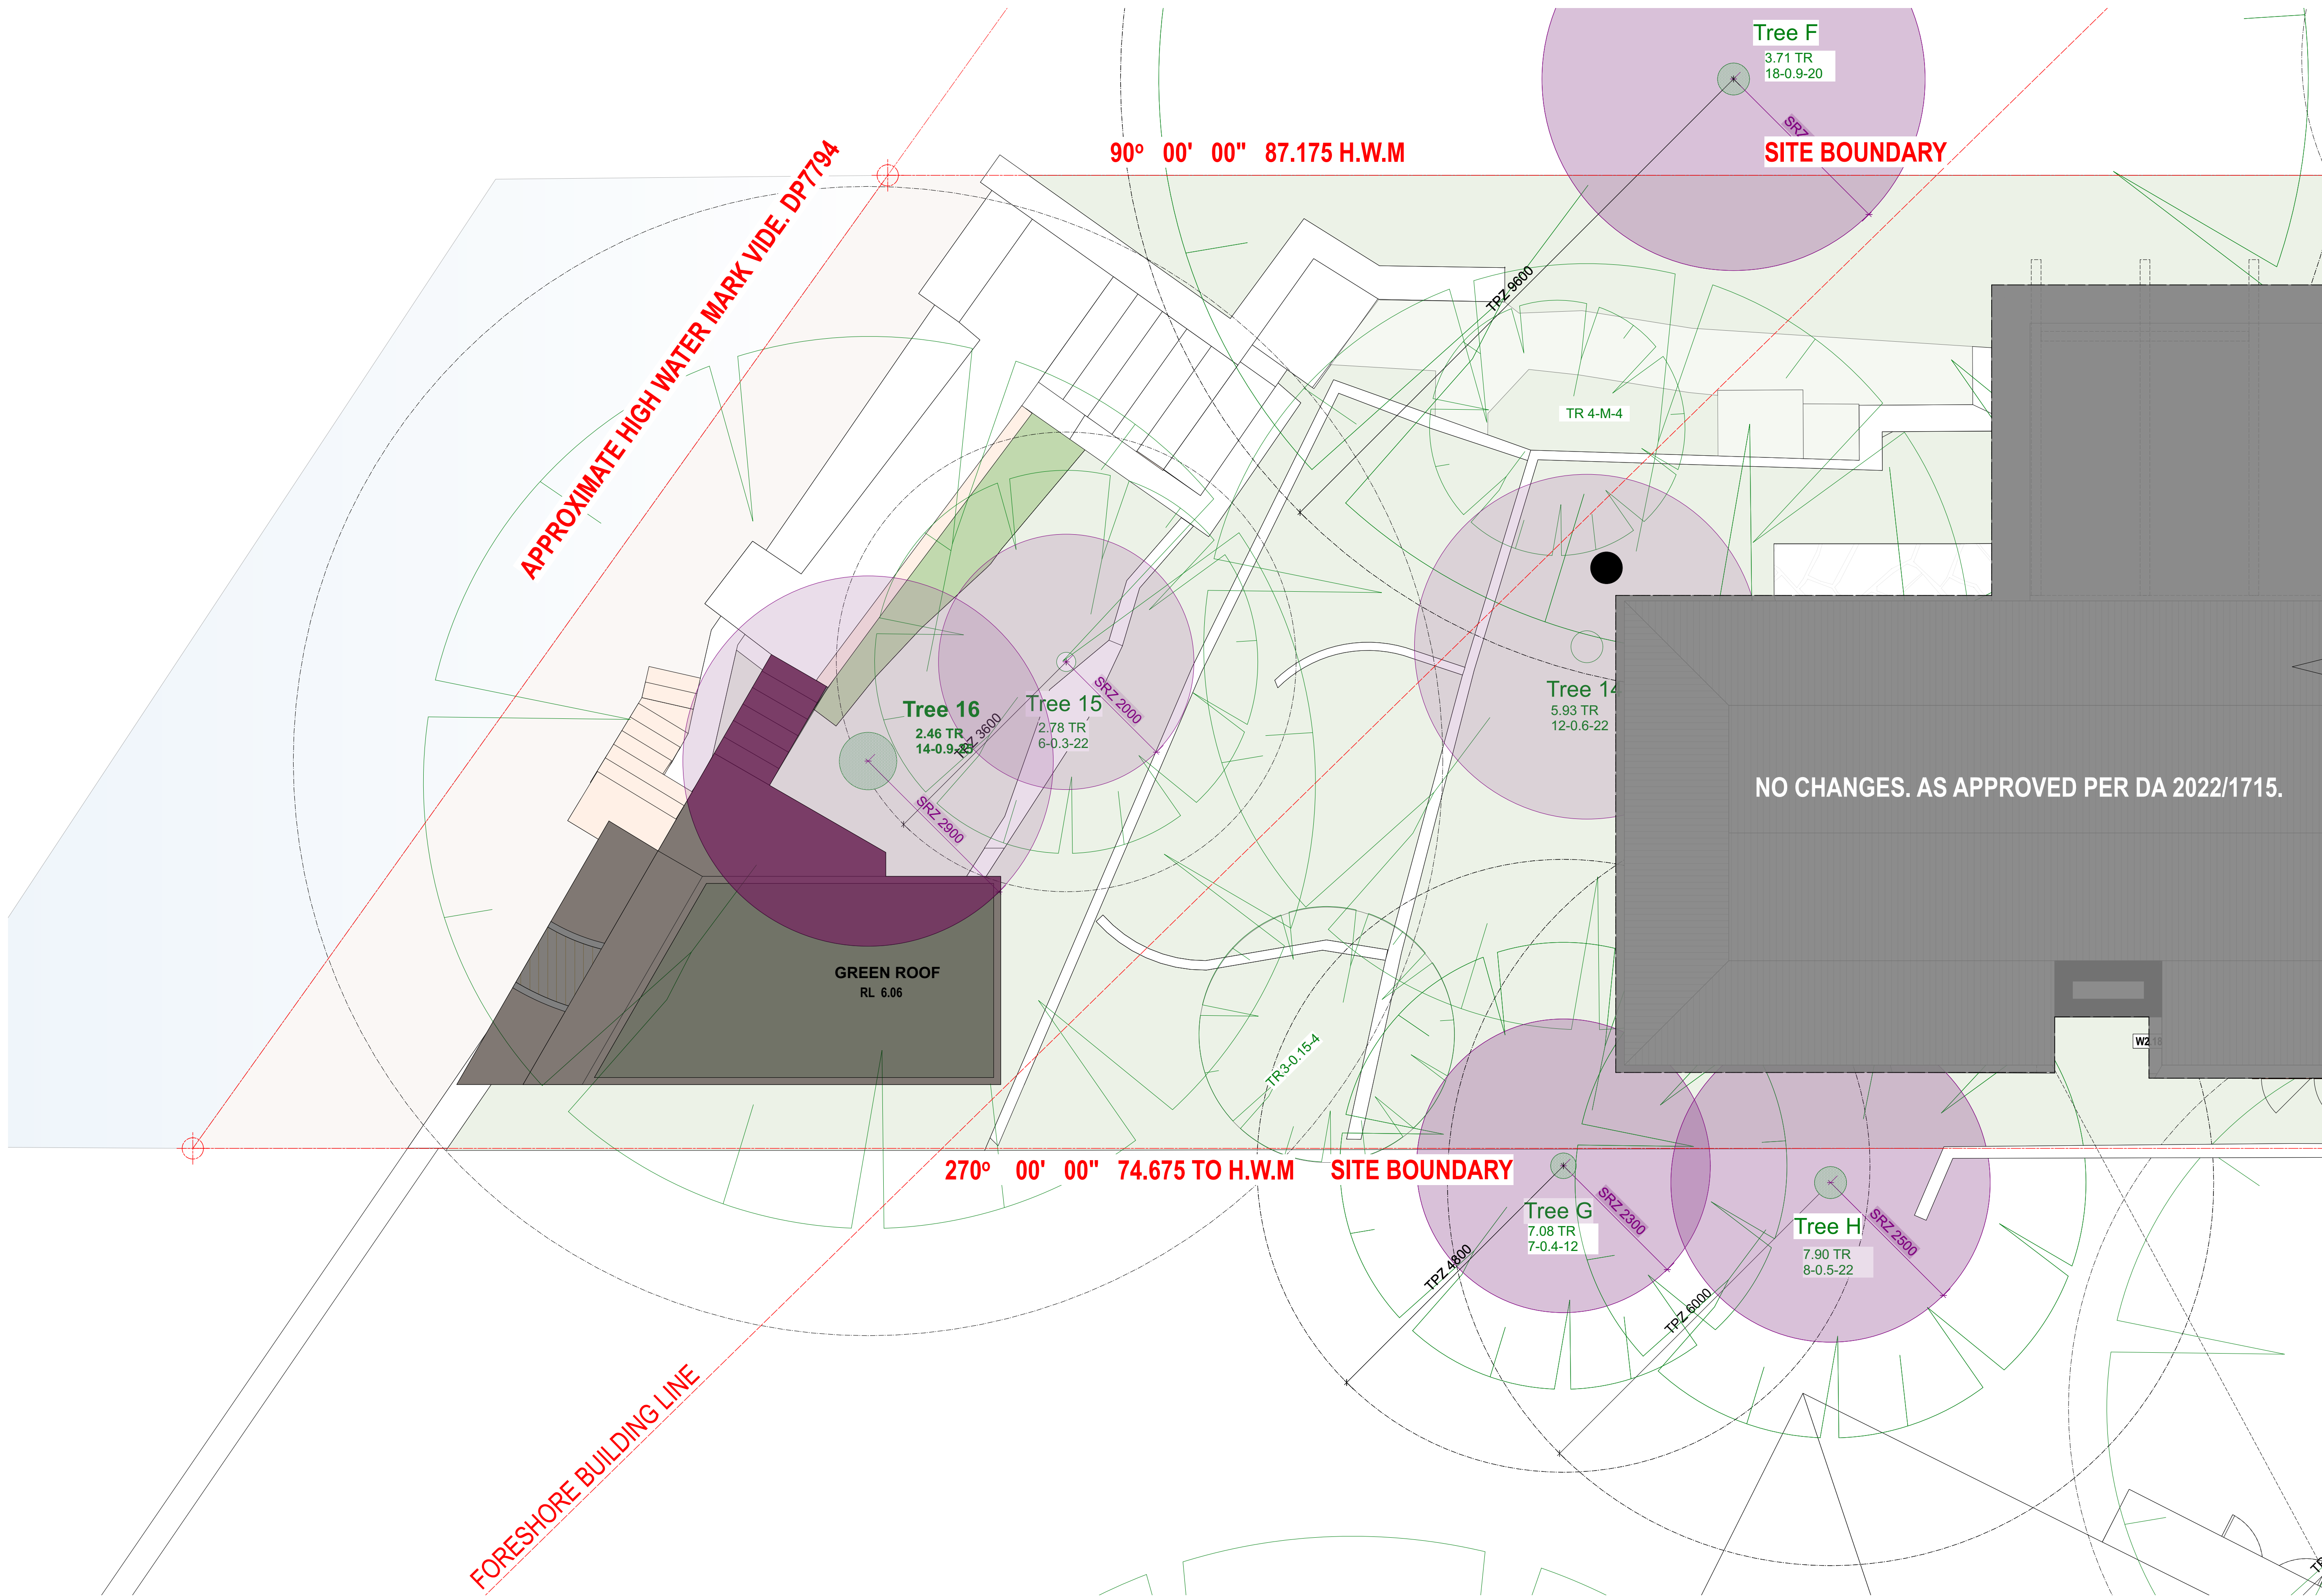 Tree F
3.71 TR
18-0.9-20
90º 00' 00" 87.175 H.W.M
SITE BOUNDARY
APPROXIMATE HIGH WATER MARK VIDE. DP7794
TPZ 9600
TR 4-M-4
Tree 16
2.46 TR
Tree 15
2.78 TR
6-0.3-22
SRZ 2000
TPZ 3600
SRZ 2900
Tree 14
5.93 TR
12-0.6-22
NO CHANGES. AS APPROVED PER DA 2022/1715.
GREEN ROOF
RL 6.06
TR 3-0.15-4
270º 00' 00" 74.675 TO H.W.M SITE BOUNDARY
Tree G
7.08 TR
7-0.4-12
SRZ 2300
TPZ 4800
Tree H
7.90 TR
8-0.5-22
SRZ 2500
TPZ 6000
FORESHORE BUILDING LINE